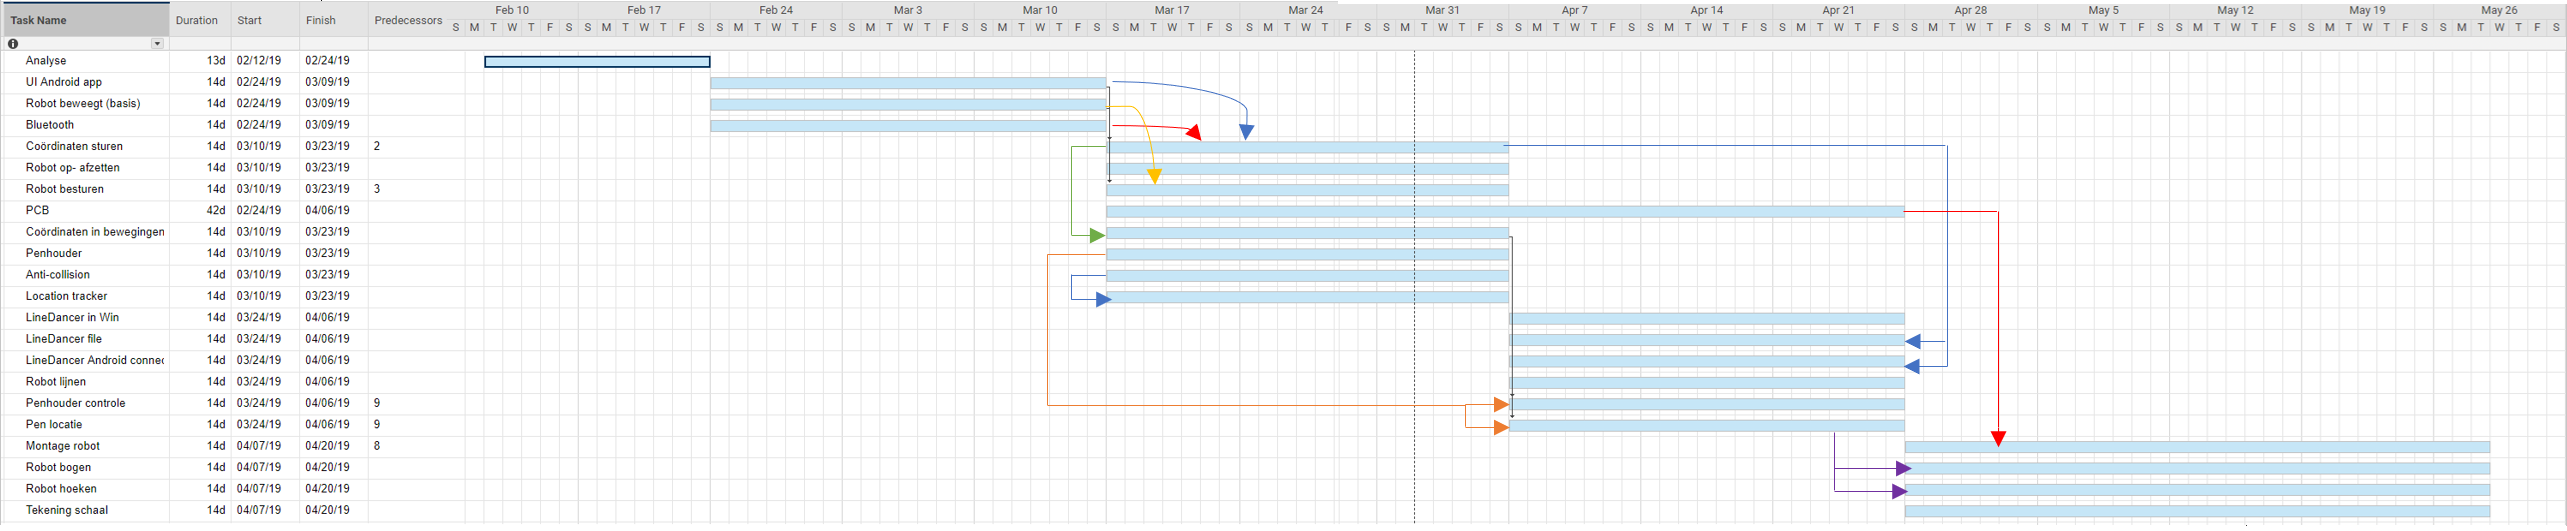 Task Name Duration Start Finish Predecessors Feb 10 Feb 17 Feb 24 Mar 3 Mar 10 Mar 17 Mar 24 Mar 31 Apr 7 Apr 14 Apr 21 Apr 28 May 5 May 12 May 19 May 26
S M T W T F S S M T W T F S S M T W T F S S M T W T F S S M T W T F S S M T W T F S S M T W T F S S M T W T F S S M T W T F S S M T W T F S S M T W T F S S M T W T F S S M T W T F S S M T W T F S S M T W T F S S M T W T F S
Analyse 13d 02/12/19 02/24/19
UI Android app 14d 02/24/19 03/09/19
Robot beweegt (basis) 14d 02/24/19 03/09/19
Bluetooth 14d 02/24/19 03/09/19
Coördinaten sturen 14d 03/10/19 03/23/19 2
Robot op- afzetten 14d 03/10/19 03/23/19
Robot besturen 14d 03/10/19 03/23/19 3
PCB 42d 02/24/19 04/06/19
Coördinaten in bewegingen 14d 03/10/19 03/23/19
Penhouder 14d 03/10/19 03/23/19
Anti-collision 14d 03/10/19 03/23/19
Location tracker 14d 03/10/19 03/23/19
LineDancer in Win 14d 03/24/19 04/06/19
LineDancer file 14d 03/24/19 04/06/19
LineDancer Android connec 14d 03/24/19 04/06/19
Robot lijnen 14d 03/24/19 04/06/19
Penhouder controle 14d 03/24/19 04/06/19 9
Pen locatie 14d 03/24/19 04/06/19 9
Montage robot 14d 04/07/19 04/20/19 8
Robot bogen 14d 04/07/19 04/20/19
Robot hoeken 14d 04/07/19 04/20/19
Tekening schaal 14d 04/07/19 04/20/19